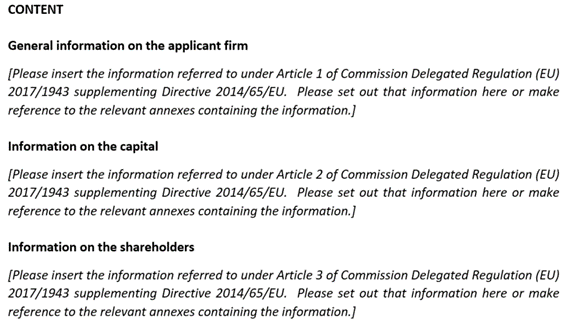 CONTENT
General information on the applicant firm
[Please insert the information referred to under Article 1 of Commission Delegated Regulation (EU)
2017/1943 supplementing Directive 2014/65/EU. Please set out that information here or make
reference to the relevant annexes containing the information.]
Information on the capital
[Please insert the information referred to under Article 2 of Commission Delegated Regulation (EU)
2017/1943 supplementing Directive 2014/65/EU. Please set out that information here or make
reference to the relevant annexes containing the information.]
Information on the shareholders
[Please insert the information referred to under Article 3 of Commission Delegated Regulation (EU)
2017/1943 supplementing Directive 2014/65/EU. Please set out that information here or make
reference to the relevant annexes containing the information.]